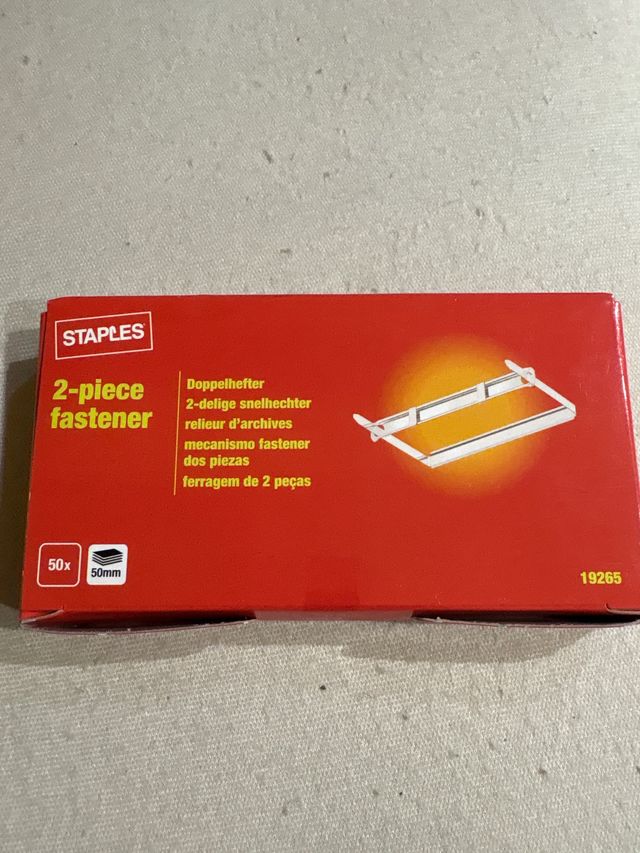 STAPLES
2-piece
fastener
Doppelhefter
2-delige snelhechter
relieur d'archives
mecanismo fastener
dos piezas
ferragem de 2 peças
50x
50mm
19265